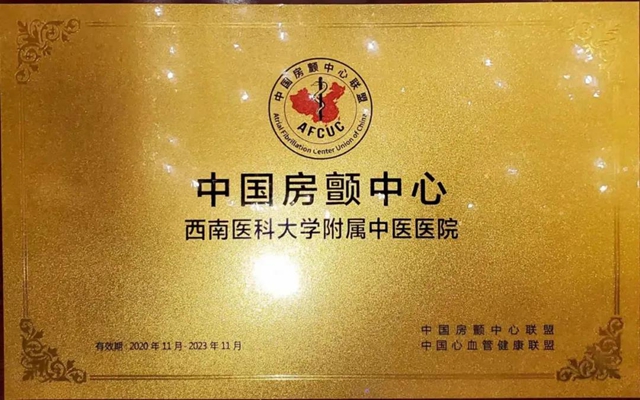 中国房颤中心联盟
AFCUC
Atrial Fibrillation Center Union of China
中国房颤中心
西南医科大学附属中医医院
有效期：2020年11月-2023年11月
中国房颤中心联盟
中国心血管健康联盟